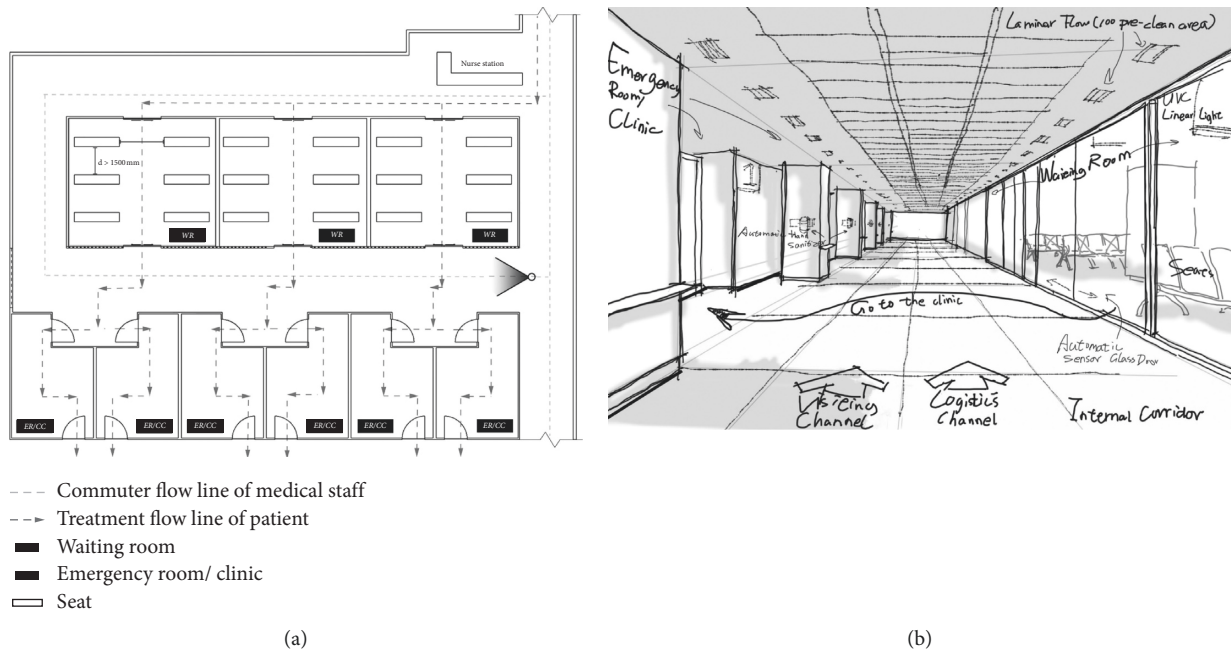 Nurse station
d > 1500 mm
WR
WR
WR
ER/CC
ER/CC
ER/CC
ER/CC
ER/CC
ER/CC
Commuter flow line of medical staff
Treatment flow line of patient
Waiting room
Emergency room/ clinic
Seat
(a)
Laminar Flow (100 pre-clean area)
Emergency
Room/
Clinic
UVC
Linear Light
Waiting Room
Automatic Hand
Sanitizer
Seats
Go to the clinic
Automatic
Sensor Glass Door
Visiting
Channel
Logistics
Channel
Internal Corridor
(b)